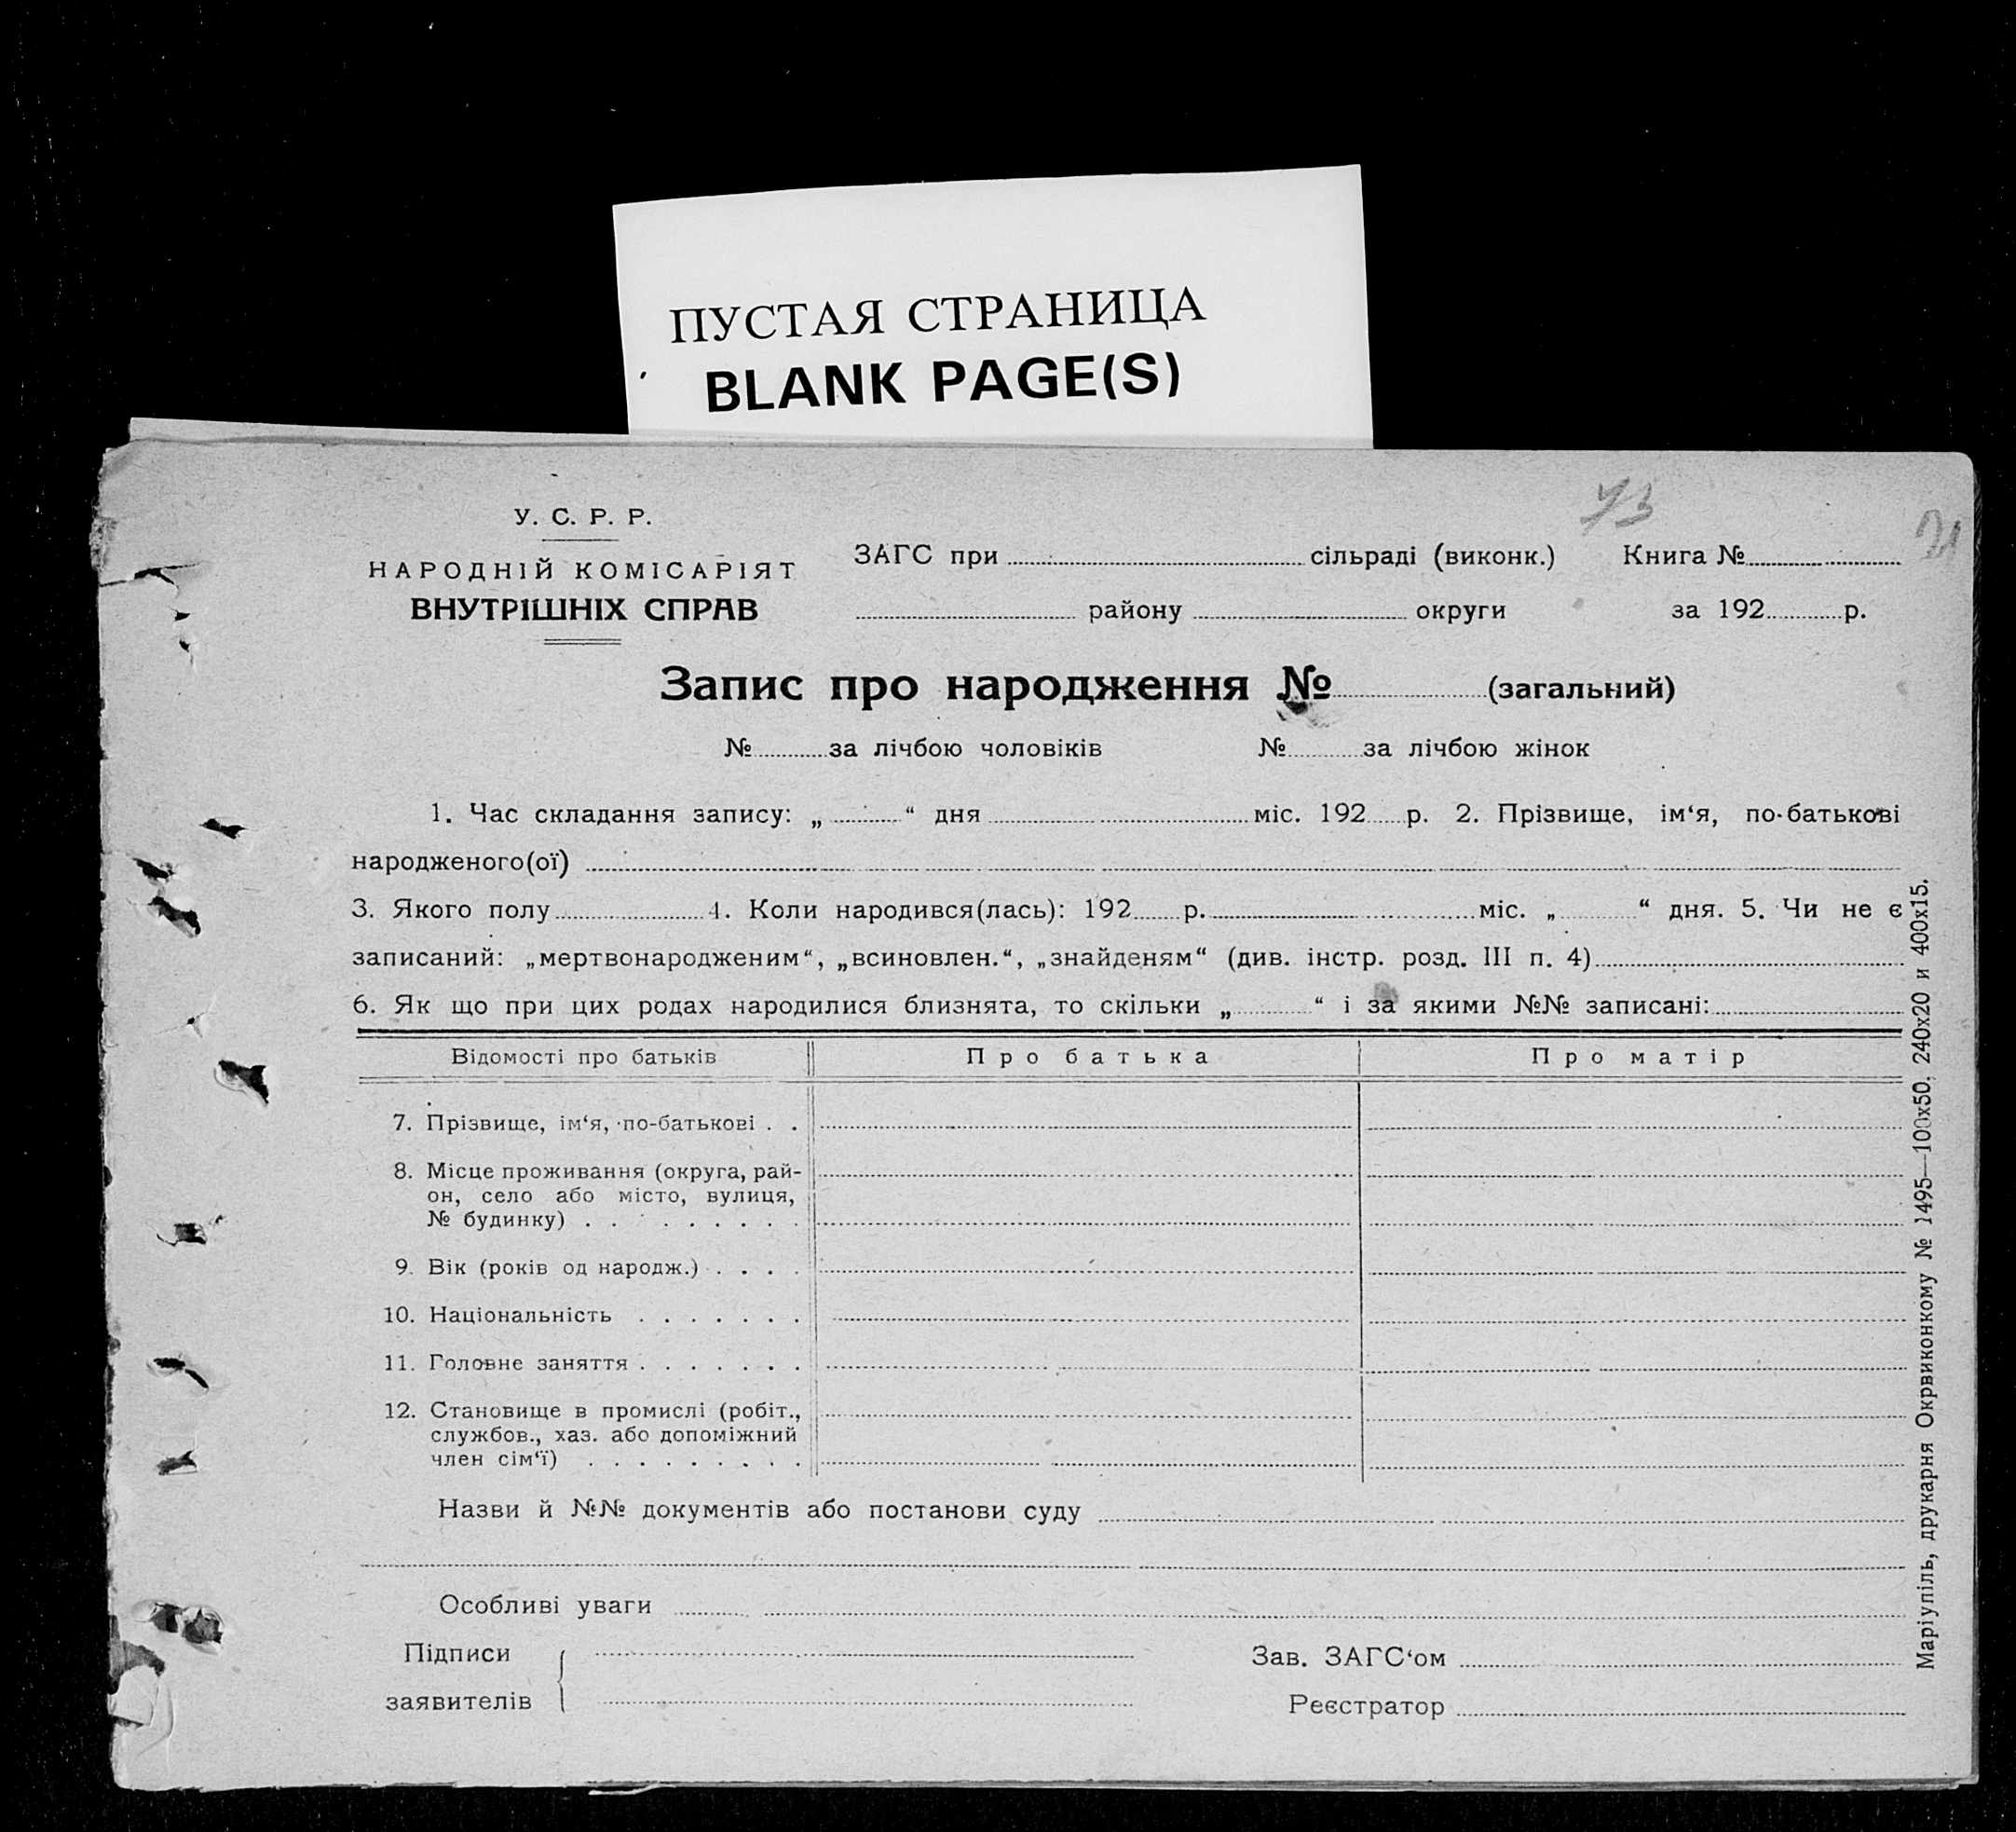 ПУСТАЯ СТРАНИЦА
BLANK PAGE(S)
73
У. С. Р. Р.
НАРОДНІЙ КОМІСАРІЯТ
ВНУТРІШНІХ СПРАВ
ЗАГС при сільраді (виконк.) Книга №
району округи за 192 р.
Запис про народження № (загальний)
№ за лічбою чоловіків № за лічбою жінок
1. Час складання запису: „ “ дня міс. 192 р. 2. Прізвище, ім‘я, по-батькові
народженого(ої)
3. Якого полу 4. Коли народився(лась): 192 р. міс. „ “ дня. 5. Чи не є
записаний: „мертвонародженим“, „всиновлен.“, „знайденям“ (див. інстр. розд. III п. 4)
6. Як що при цих родах народилися близнята, то скільки „ “ і за якими №№ записані:
Відомості про батьків Про батька Про матір
7. Прізвище, ім‘я, по-батькові . .
8. Місце проживання (округа, рай-
он, село або місто, вулиця,
№ будинку) . . . . . . . . .
9. Вік (років од народж.) . . . .
10. Національність . . . . . . .
11. Головне заняття . . . . . . .
12. Становище в промислі (робіт.,
службов., хаз. або допоміжний
член сім‘ї) . . . . . . . . .
Назви й №№ документів або постанови суду
Особливі уваги
Підписи
заявителів
Зав. ЗАГС‘ом
Реєстратор
Маріупіль, друкарня Окрвиконкому № 1495—100х50. 240х20 и 400х15.